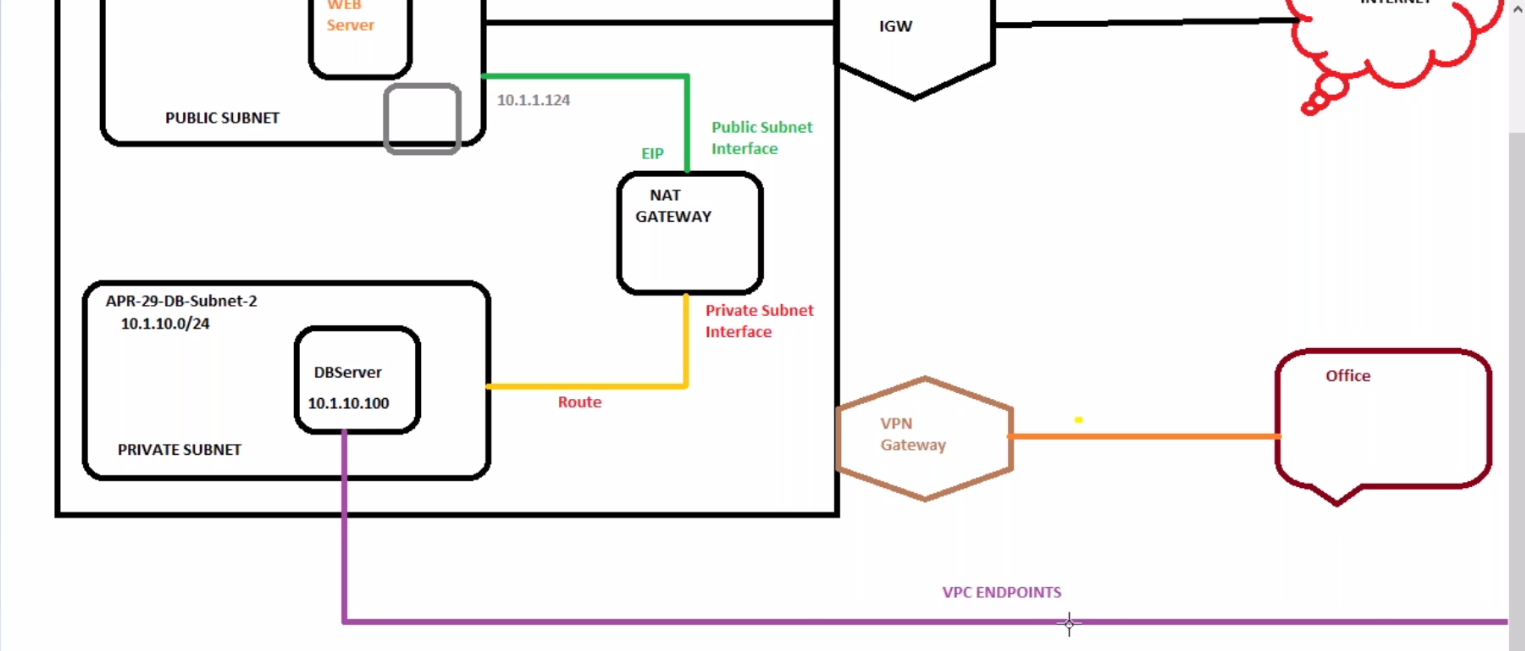 WEB
Server
IGW
INTERNET
10.1.1.124
PUBLIC SUBNET
Public Subnet
Interface
EIP
NAT
GATEWAY
APR-29-DB-Subnet-2
10.1.10.0/24
Private Subnet
Interface
DBServer
10.1.10.100
Route
PRIVATE SUBNET
VPN
Gateway
Office
VPC ENDPOINTS